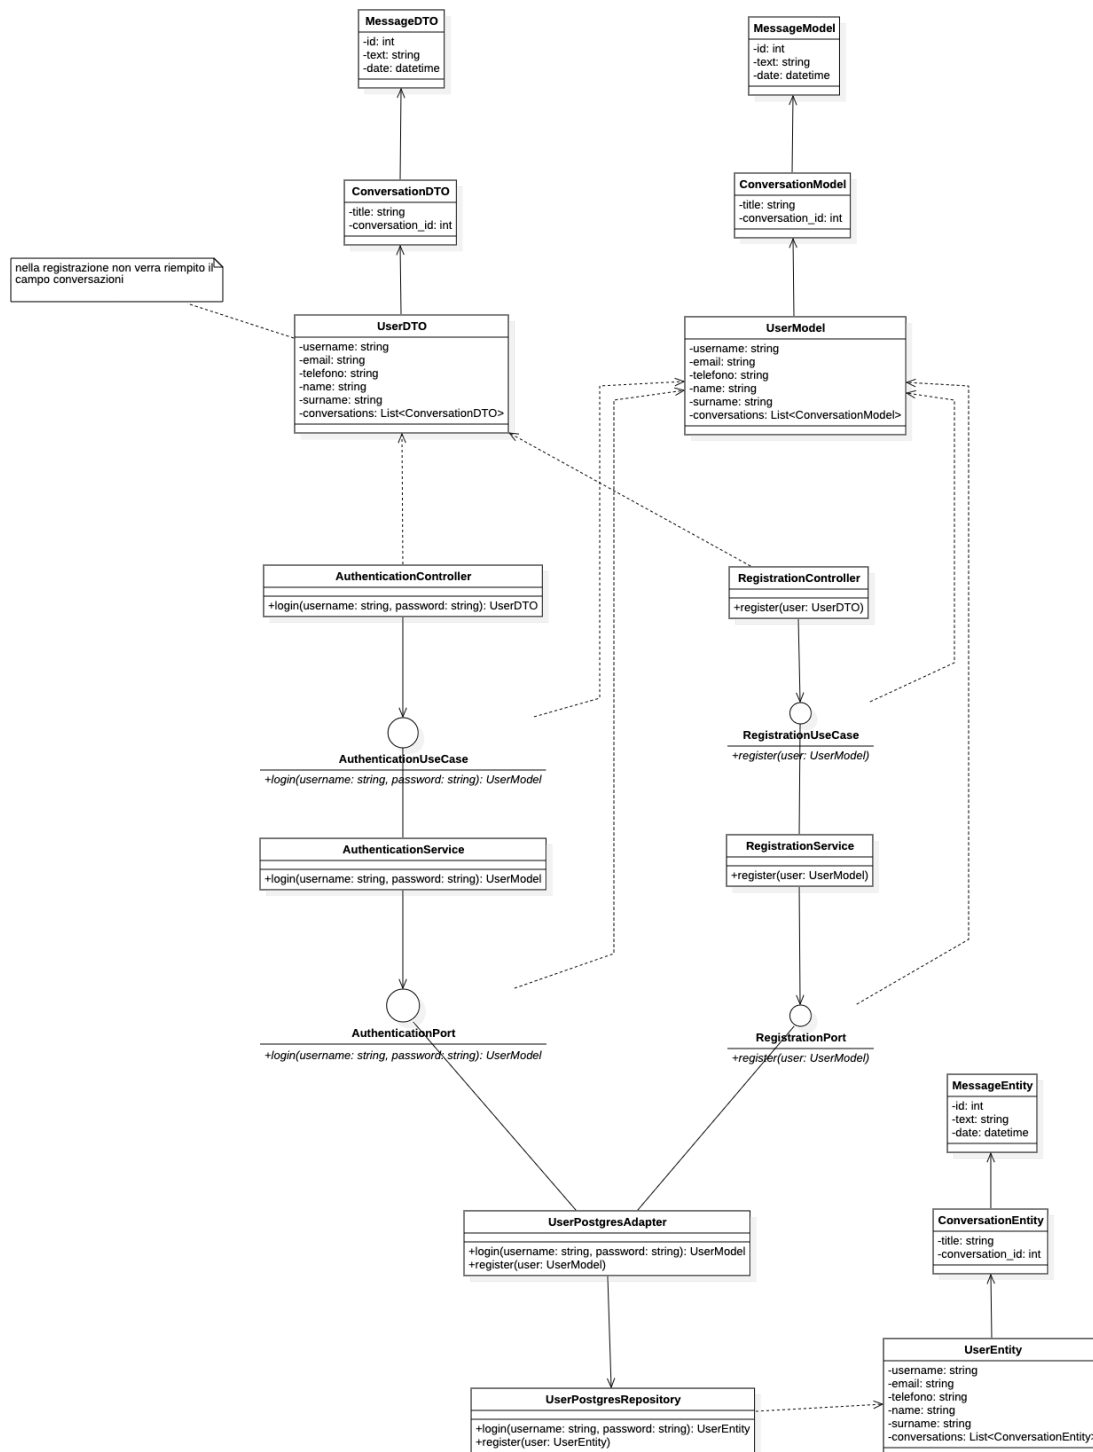 MessageDTO
-id: int
-text: string
-date: datetime
MessageModel
-id: int
-text: string
-date: datetime
ConversationDTO
-title: string
-conversation_id: int
ConversationModel
-title: string
-conversation_id: int
nella registrazione non verra riempito il
campo conversazioni
UserDTO
-username: string
-email: string
-telefono: string
-name: string
-surname: string
-conversations: List<ConversationDTO>
UserModel
-username: string
-email: string
-telefono: string
-name: string
-surname: string
-conversations: List<ConversationModel>
AuthenticationController
+login(username: string, password: string): UserDTO
RegistrationController
+register(user: UserDTO)
AuthenticationUseCase
+login(username: string, password: string): UserModel
RegistrationUseCase
+register(user: UserModel)
AuthenticationService
+login(username: string, password: string): UserModel
RegistrationService
+register(user: UserModel)
AuthenticationPort
+login(username: string, password: string): UserModel
RegistrationPort
+register(user: UserModel)
MessageEntity
-id: int
-text: string
-date: datetime
UserPostgresAdapter
+login(username: string, password: string): UserModel
+register(user: UserModel)
ConversationEntity
-title: string
-conversation_id: int
UserPostgresRepository
+login(username: string, password: string): UserEntity
+register(user: UserEntity)
UserEntity
-username: string
-email: string
-telefono: string
-name: string
-surname: string
-conversations: List<ConversationEntity>